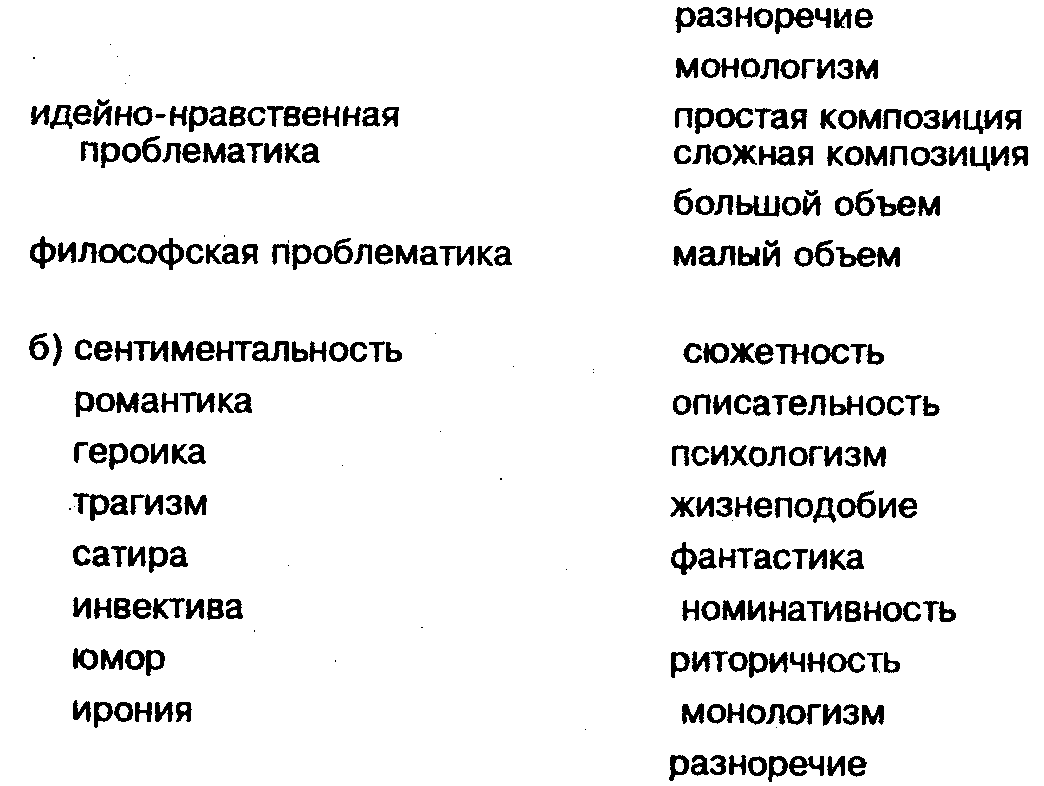 разноречие
монологизм
идейно-нравственная
проблематика
простая композиция
сложная композиция
большой объем
философская проблематика
малый объем
б) сентиментальность
сюжетность
романтика
описательность
героика
психологизм
трагизм
жизнеподобие
сатира
фантастика
инвектива
номинативность
юмор
риторичность
ирония
монологизм
разноречие